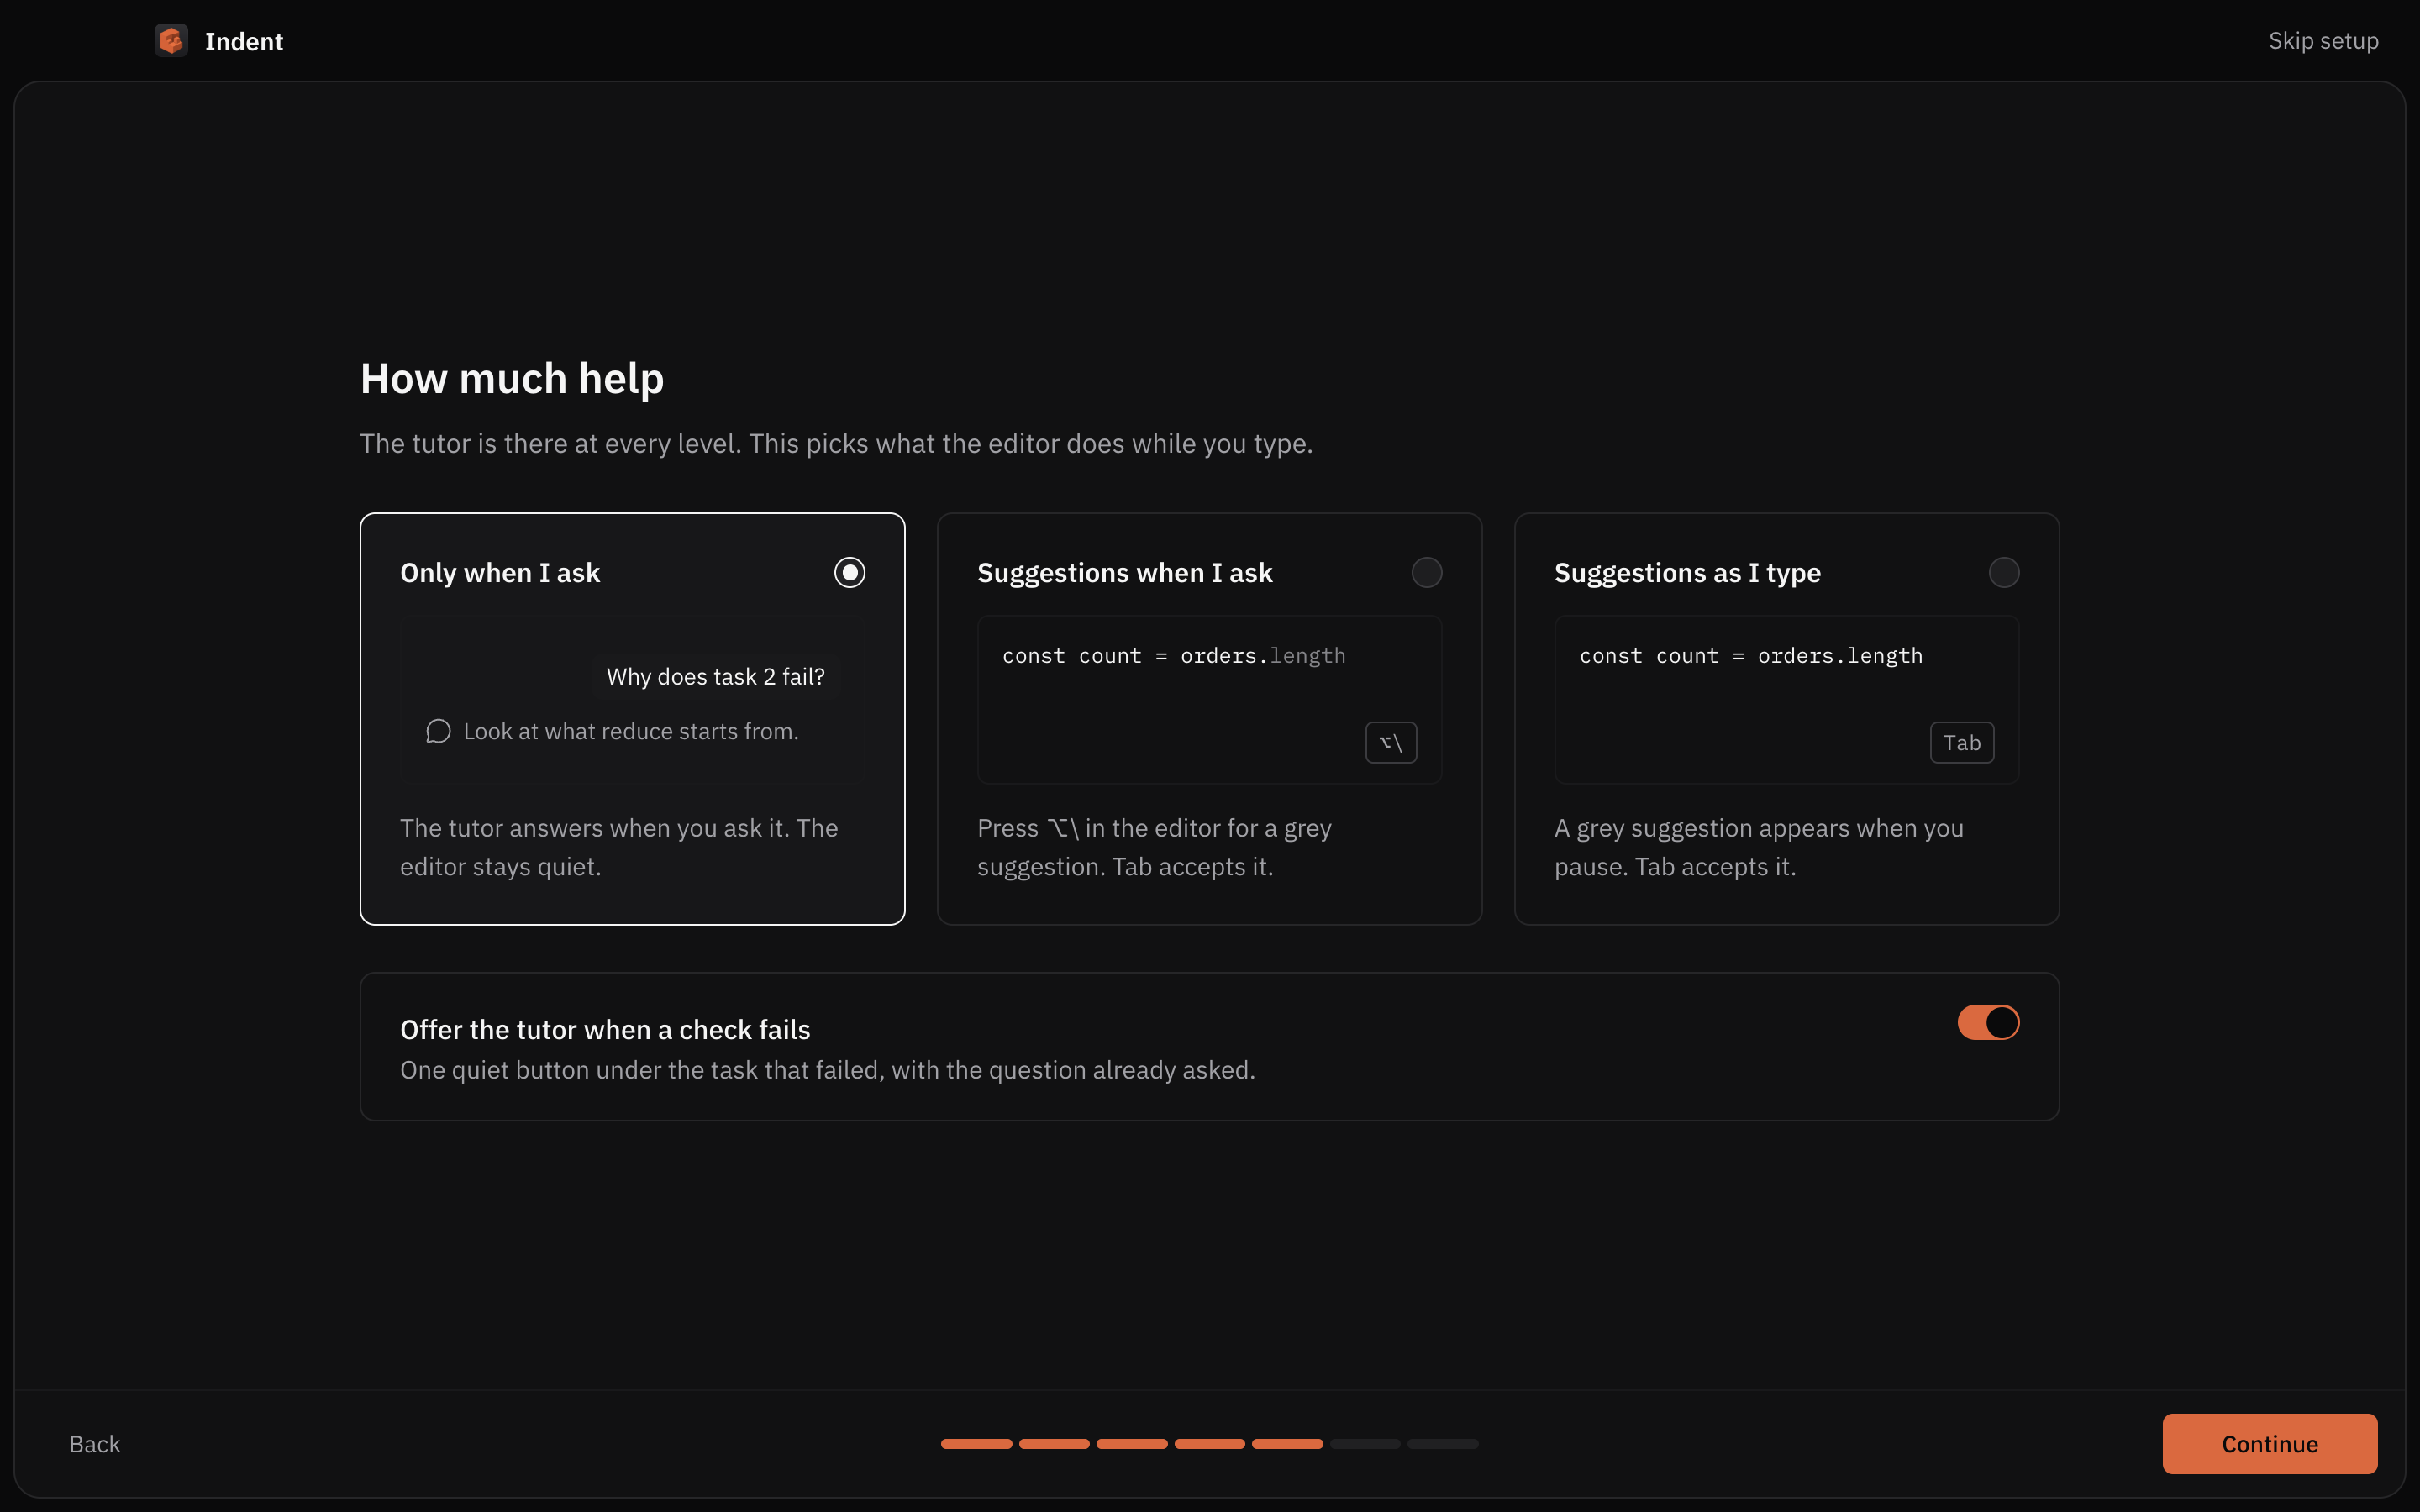 Indent
Skip setup
How much help
The tutor is there at every level. This picks what the editor does while you type.
Only when I ask
Why does task 2 fail?
Look at what reduce starts from.
The tutor answers when you ask it. The
editor stays quiet.
Suggestions when I ask
const count = orders.length
⌥\
Press ⌥\ in the editor for a grey
suggestion. Tab accepts it.
Suggestions as I type
const count = orders.length
Tab
A grey suggestion appears when you
pause. Tab accepts it.
Offer the tutor when a check fails
One quiet button under the task that failed, with the question already asked.
Back
Continue